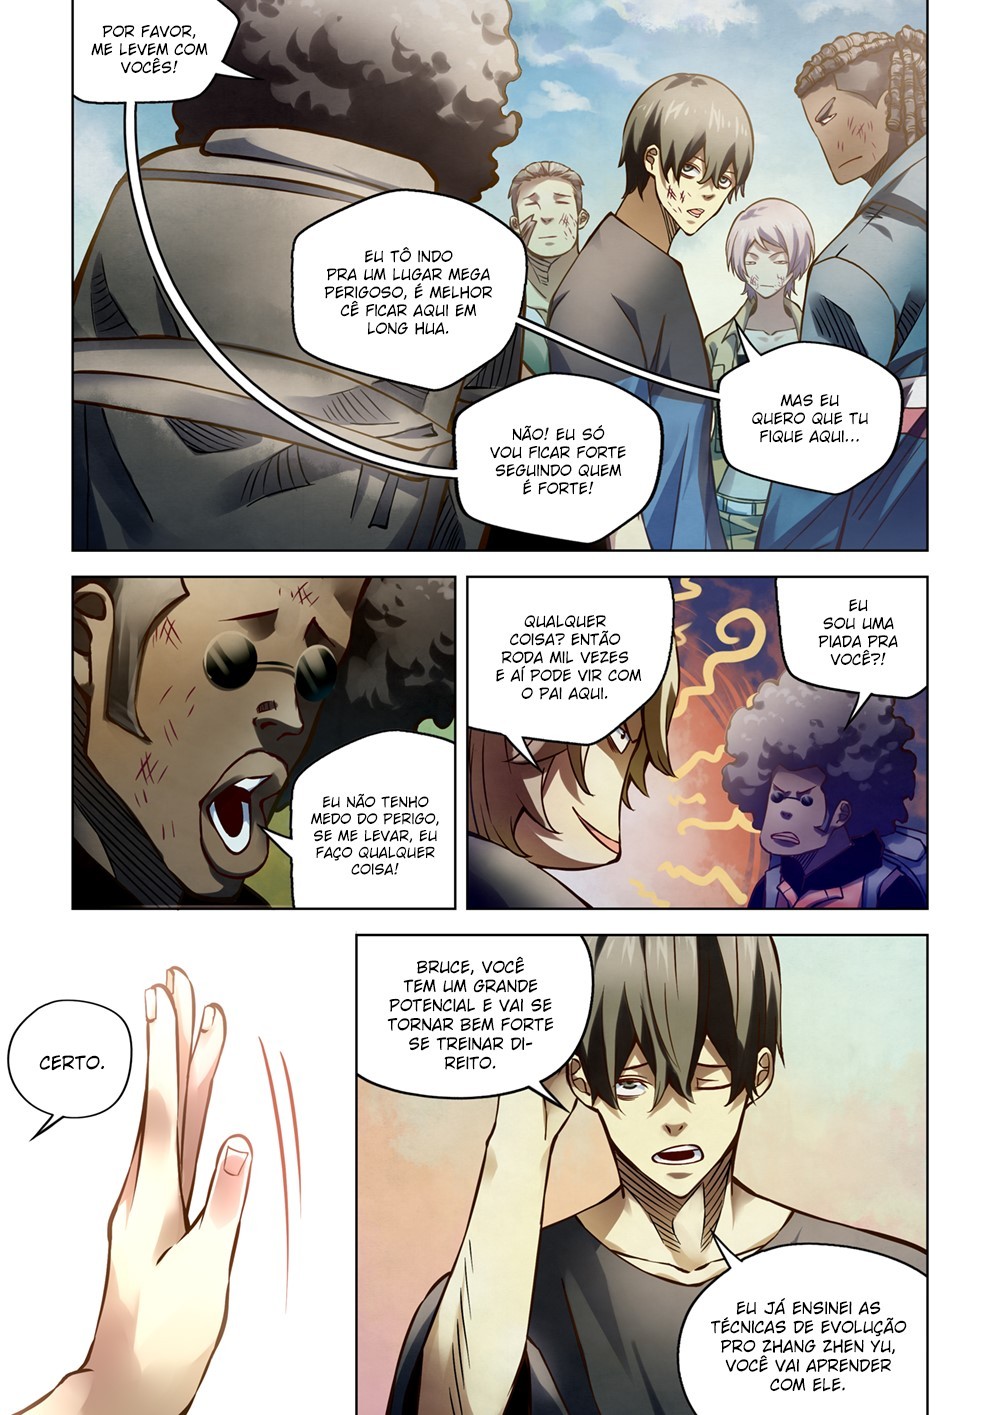 POR FAVOR,
ME LEVEM COM
VOCÊS!
EU TÔ INDO
PRA UM LUGAR MEGA
PERIGOSO, É MELHOR
CÊ FICAR AQUI EM
LONG HUA.
NÃO! EU SÓ
VOU FICAR FORTE
SEGUINDO QUEM
É FORTE!
MAS EU
QUERO QUE TU
FIQUE AQUI...
EU NÃO TENHO
MEDO DO PERIGO,
SE ME LEVAR, EU
FAÇO QUALQUER
COISA!
QUALQUER
COISA? ENTÃO
RODA MIL VEZES
E AÍ PODE VIR COM
O PAI AQUI.
EU
SOU UMA
PIADA PRA
VOCÊ?!
CERTO.
BRUCE, VOCÊ
TEM UM GRANDE
POTENCIAL E VAI SE
TORNAR BEM FORTE
SE TREINAR DI-
REITO.
EU JÁ ENSINEI AS
TÉCNICAS DE EVOLUÇÃO
PRO ZHANG ZHEN YU,
VOCÊ VAI APRENDER
COM ELE.